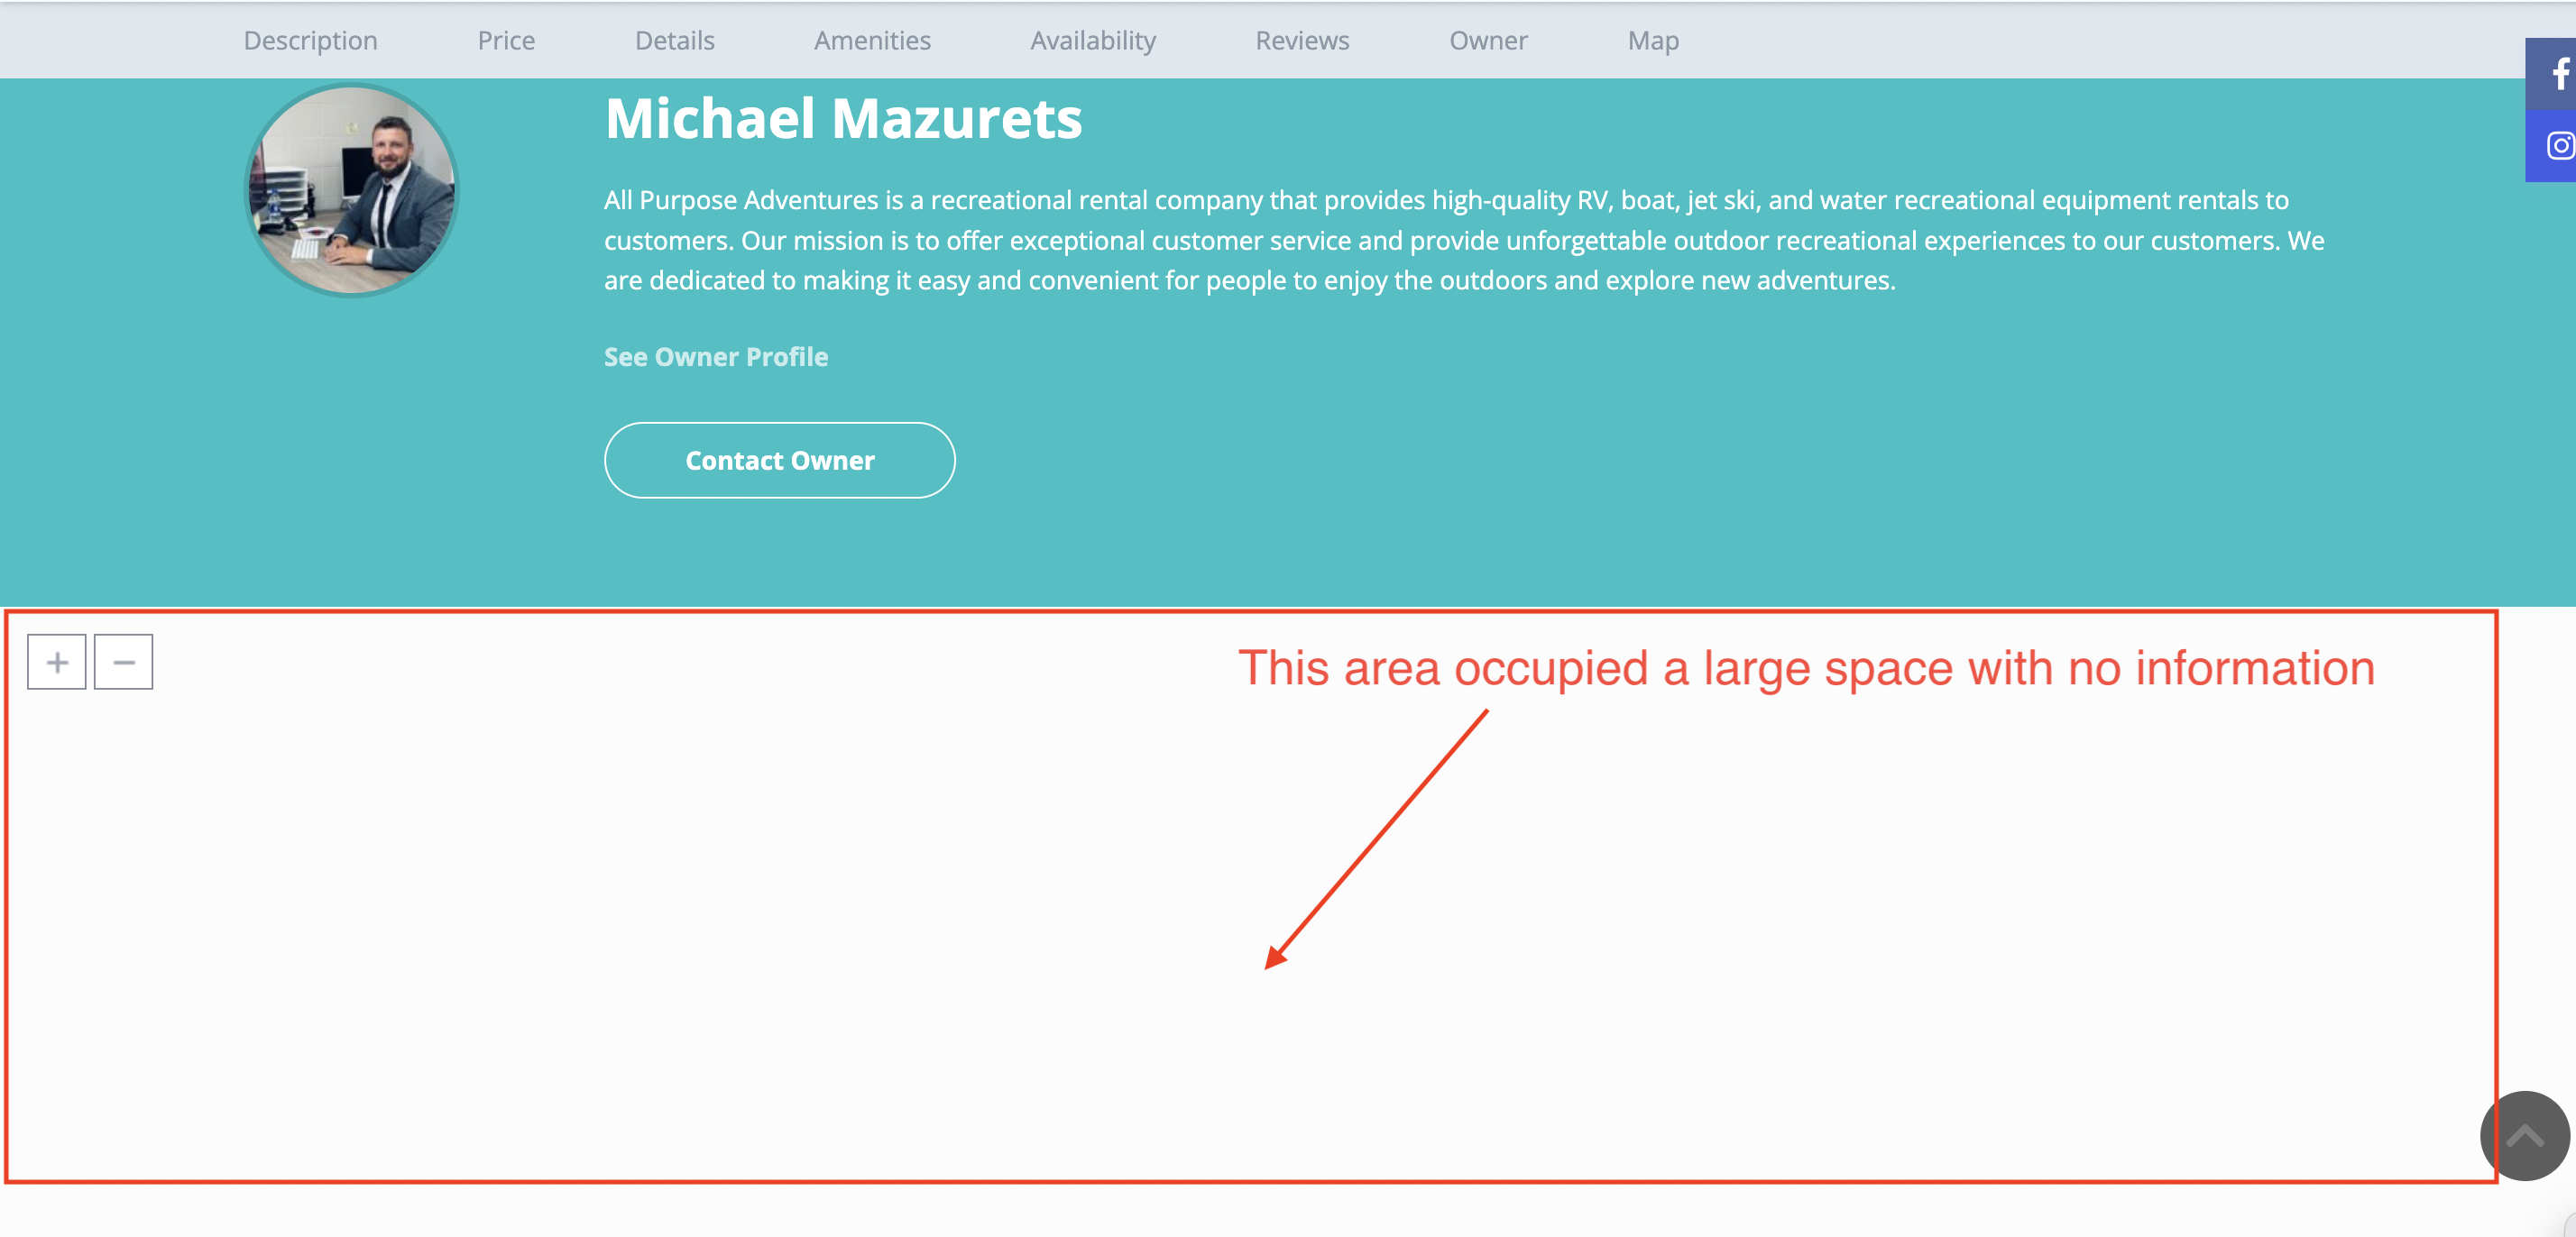 Description Price Details Amenities Availability Reviews Owner Map
Michael Mazurets
All Purpose Adventures is a recreational rental company that provides high-quality RV, boat, jet ski, and water recreational equipment rentals to
customers. Our mission is to offer exceptional customer service and provide unforgettable outdoor recreational experiences to our customers. We
are dedicated to making it easy and convenient for people to enjoy the outdoors and explore new adventures.
See Owner Profile
Contact Owner
+ −
This area occupied a large space with no information